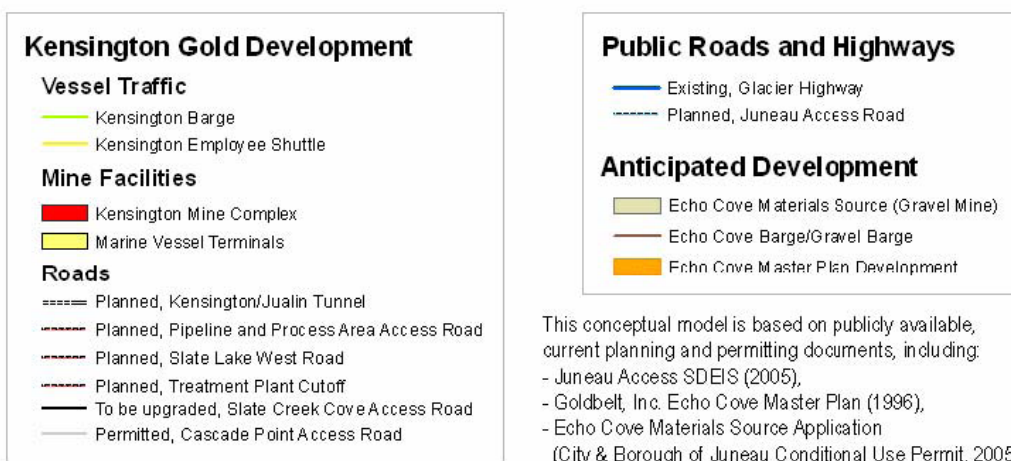 Kensington Gold Development
Vessel Traffic
Kensington Barge
Kensington Employee Shuttle
Mine Facilities
Kensington Mine Complex
Marine Vessel Terminals
Roads
Planned, Kensington/Jualin Tunnel
Planned, Pipeline and Process Area Access Road
Planned, Slate Lake West Road
Planned, Treatment Plant Cutoff
To be upgraded, Slate Creek Cove Access Road
Permitted, Cascade Point Access Road
Public Roads and Highways
Existing, Glacier Highway
Planned, Juneau Access Road
Anticipated Development
Echo Cove Materials Source (Gravel Mine)
Echo Cove Barge/Gravel Barge
Echo Cove Master Plan Development
This conceptual model is based on publicly available,
current planning and permitting documents, including:
- Juneau Access SDEIS (2005),
- Goldbelt, Inc. Echo Cove Master Plan (1996),
- Echo Cove Materials Source Application
(City & Borough of Juneau Conditional Use Permit, 2005